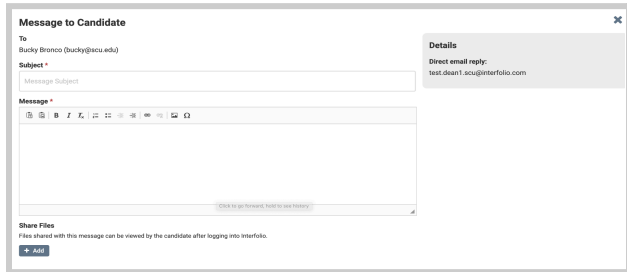 Message to Candidate
To
Bucky Bronco (bucky@scu.edu)
Subject *
Message Subject
Message *
B I Ix Ω
Click to go forward, hold to see history
Share Files
Files shared with this message can be viewed by the candidate after logging into Interfolio.
+ Add
Details
Direct email reply:
test.dean1.scu@interfolio.com